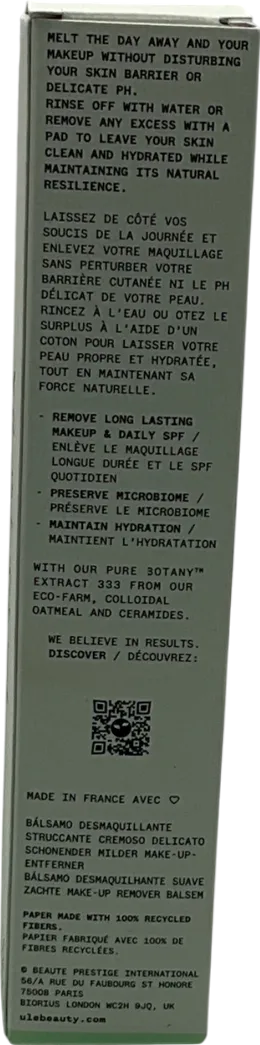 MELT THE DAY AWAY AND YOUR
MAKEUP WITHOUT DISTURBING
YOUR SKIN BARRIER OR
DELICATE PH.
RINSE OFF WITH WATER OR
REMOVE ANY EXCESS WITH A
PAD TO LEAVE YOUR SKIN
CLEAN AND HYDRATED WHILE
MAINTAINING ITS NATURAL
RESILIENCE.
LAISSEZ DE CÔTÉ VOS
SOUCIS DE LA JOURNÉE ET
ENLEVEZ VOTRE MAQUILLAGE
SANS PERTURBER VOTRE
BARRIÈRE CUTANÉE NI LE PH
DÉLICAT DE VOTRE PEAU.
RINCEZ À L'EAU OU OTEZ LE
SURPLUS À L'AIDE D'UN
COTON POUR LAISSER VOTRE
PEAU PROPRE ET HYDRATÉE,
TOUT EN MAINTENANT SA
FORCE NATURELLE.
- REMOVE LONG LASTING
MAKEUP & DAILY SPF /
ENLÈVE LE MAQUILLAGE
LONGUE DURÉE ET LE SPF
QUOTIDIEN
- PRESERVE MICROBIOME /
PRÉSERVE LE MICROBIOME
- MAINTAIN HYDRATION /
MAINTIENT L'HYDRATATION
WITH OUR PURE BOTANY™
EXTRACT 333 FROM OUR
ECO-FARM, COLLOIDAL
OATMEAL AND CERAMIDES.
WE BELIEVE IN RESULTS.
DISCOVER / DÉCOUVREZ:
MADE IN FRANCE AVEC ♡
BÁLSAMO DESMAQUILLANTE
STRUCCANTE CREMOSO DELICATO
SCHONENDER MILDER MAKE-UP-
ENTFERNER
BÁLSAMO DESMAQUILHANTE SUAVE
ZACHTE MAKE-UP REMOVER BALSEM
PAPER MADE WITH 100% RECYCLED
FIBERS.
PAPIER FABRIQUÉ AVEC 100% DE
FIBRES RECYCLÉES.
© BEAUTE PRESTIGE INTERNATIONAL
56/A RUE DU FAUBOURG ST HONORE
75008 PARIS
BIORIUS LONDON WC2H 9JQ, UK
ulebeauty.com